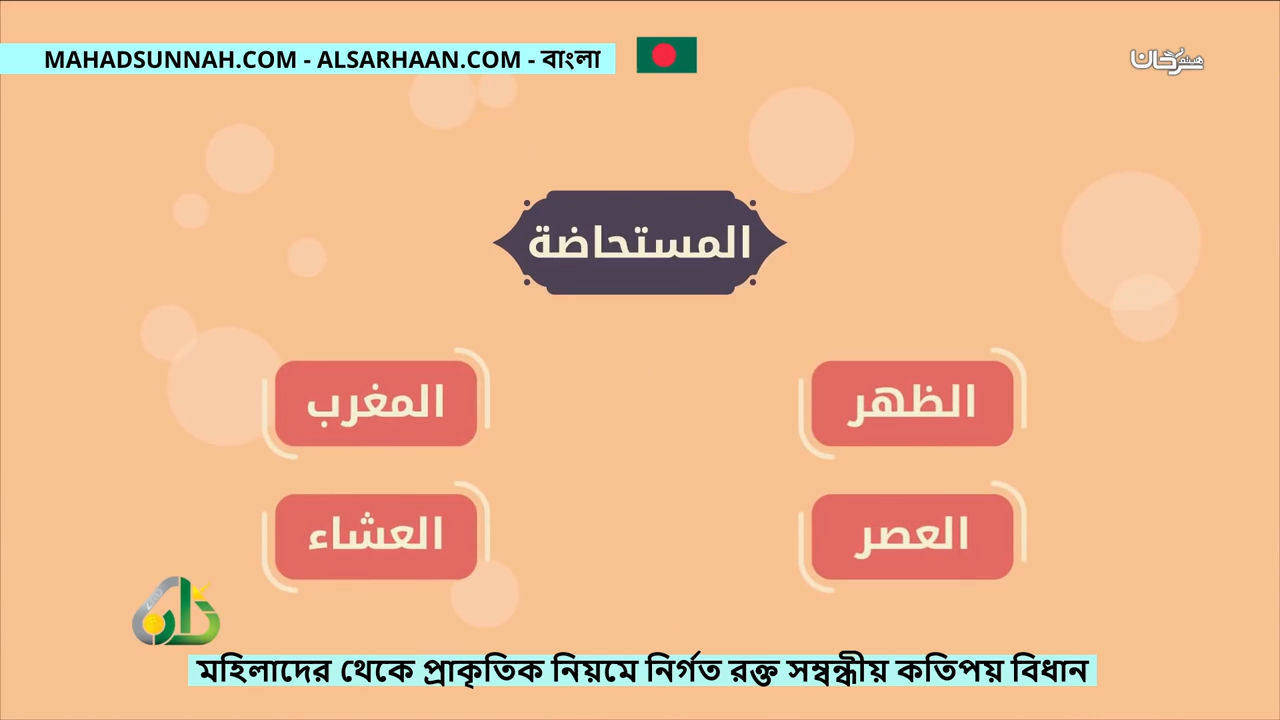 MAHADSUNNAH.COM - ALSARHAAN.COM - বাংলা
المستحاضة
الظهر
المغرب
العصر
العشاء
মহিলাদের থেকে প্রাকৃতিক নিয়মে নির্গত রক্ত সম্বন্ধীয় কতিপয় বিধান